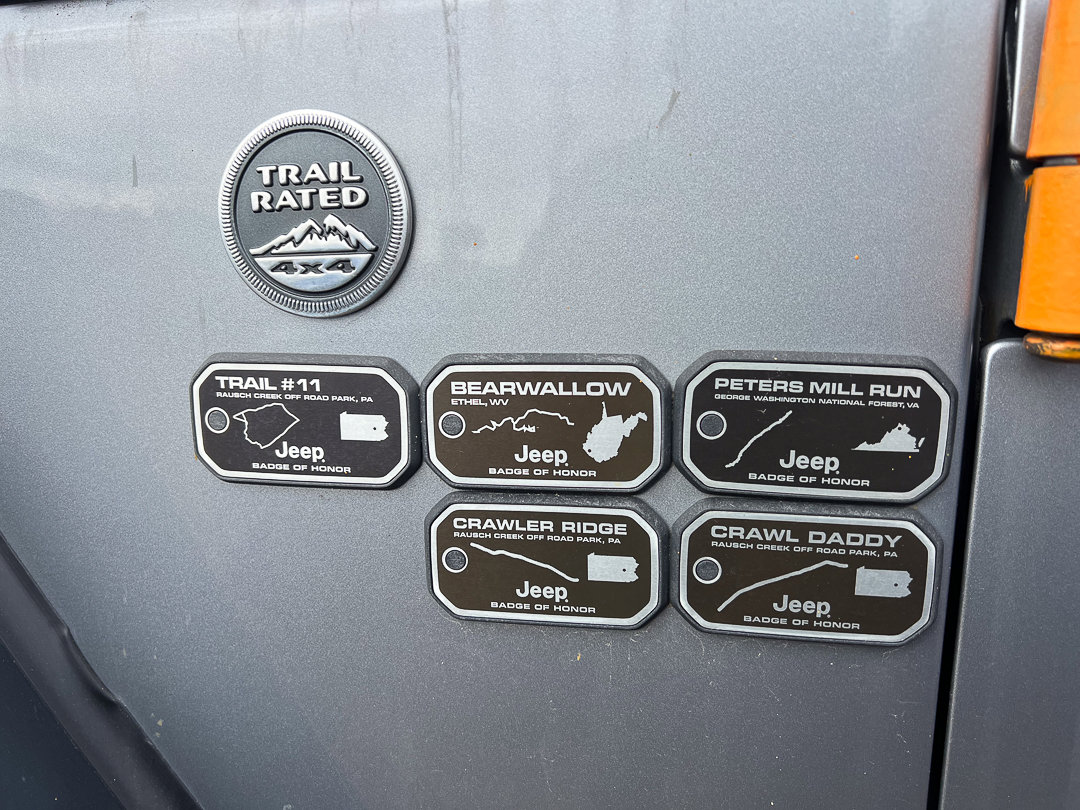 TRAIL
RATED
4x4
TRAIL #11
RAUSCH CREEK OFF ROAD PARK, PA
Jeep
BADGE OF HONOR
BEARWALLOW
ETHEL, WV
Jeep
BADGE OF HONOR
PETERS MILL RUN
GEORGE WASHINGTON NATIONAL FOREST, VA
Jeep
BADGE OF HONOR
CRAWLER RIDGE
RAUSCH CREEK OFF ROAD PARK, PA
Jeep
BADGE OF HONOR
CRAWL DADDY
RAUSCH CREEK OFF ROAD PARK, PA
Jeep
BADGE OF HONOR